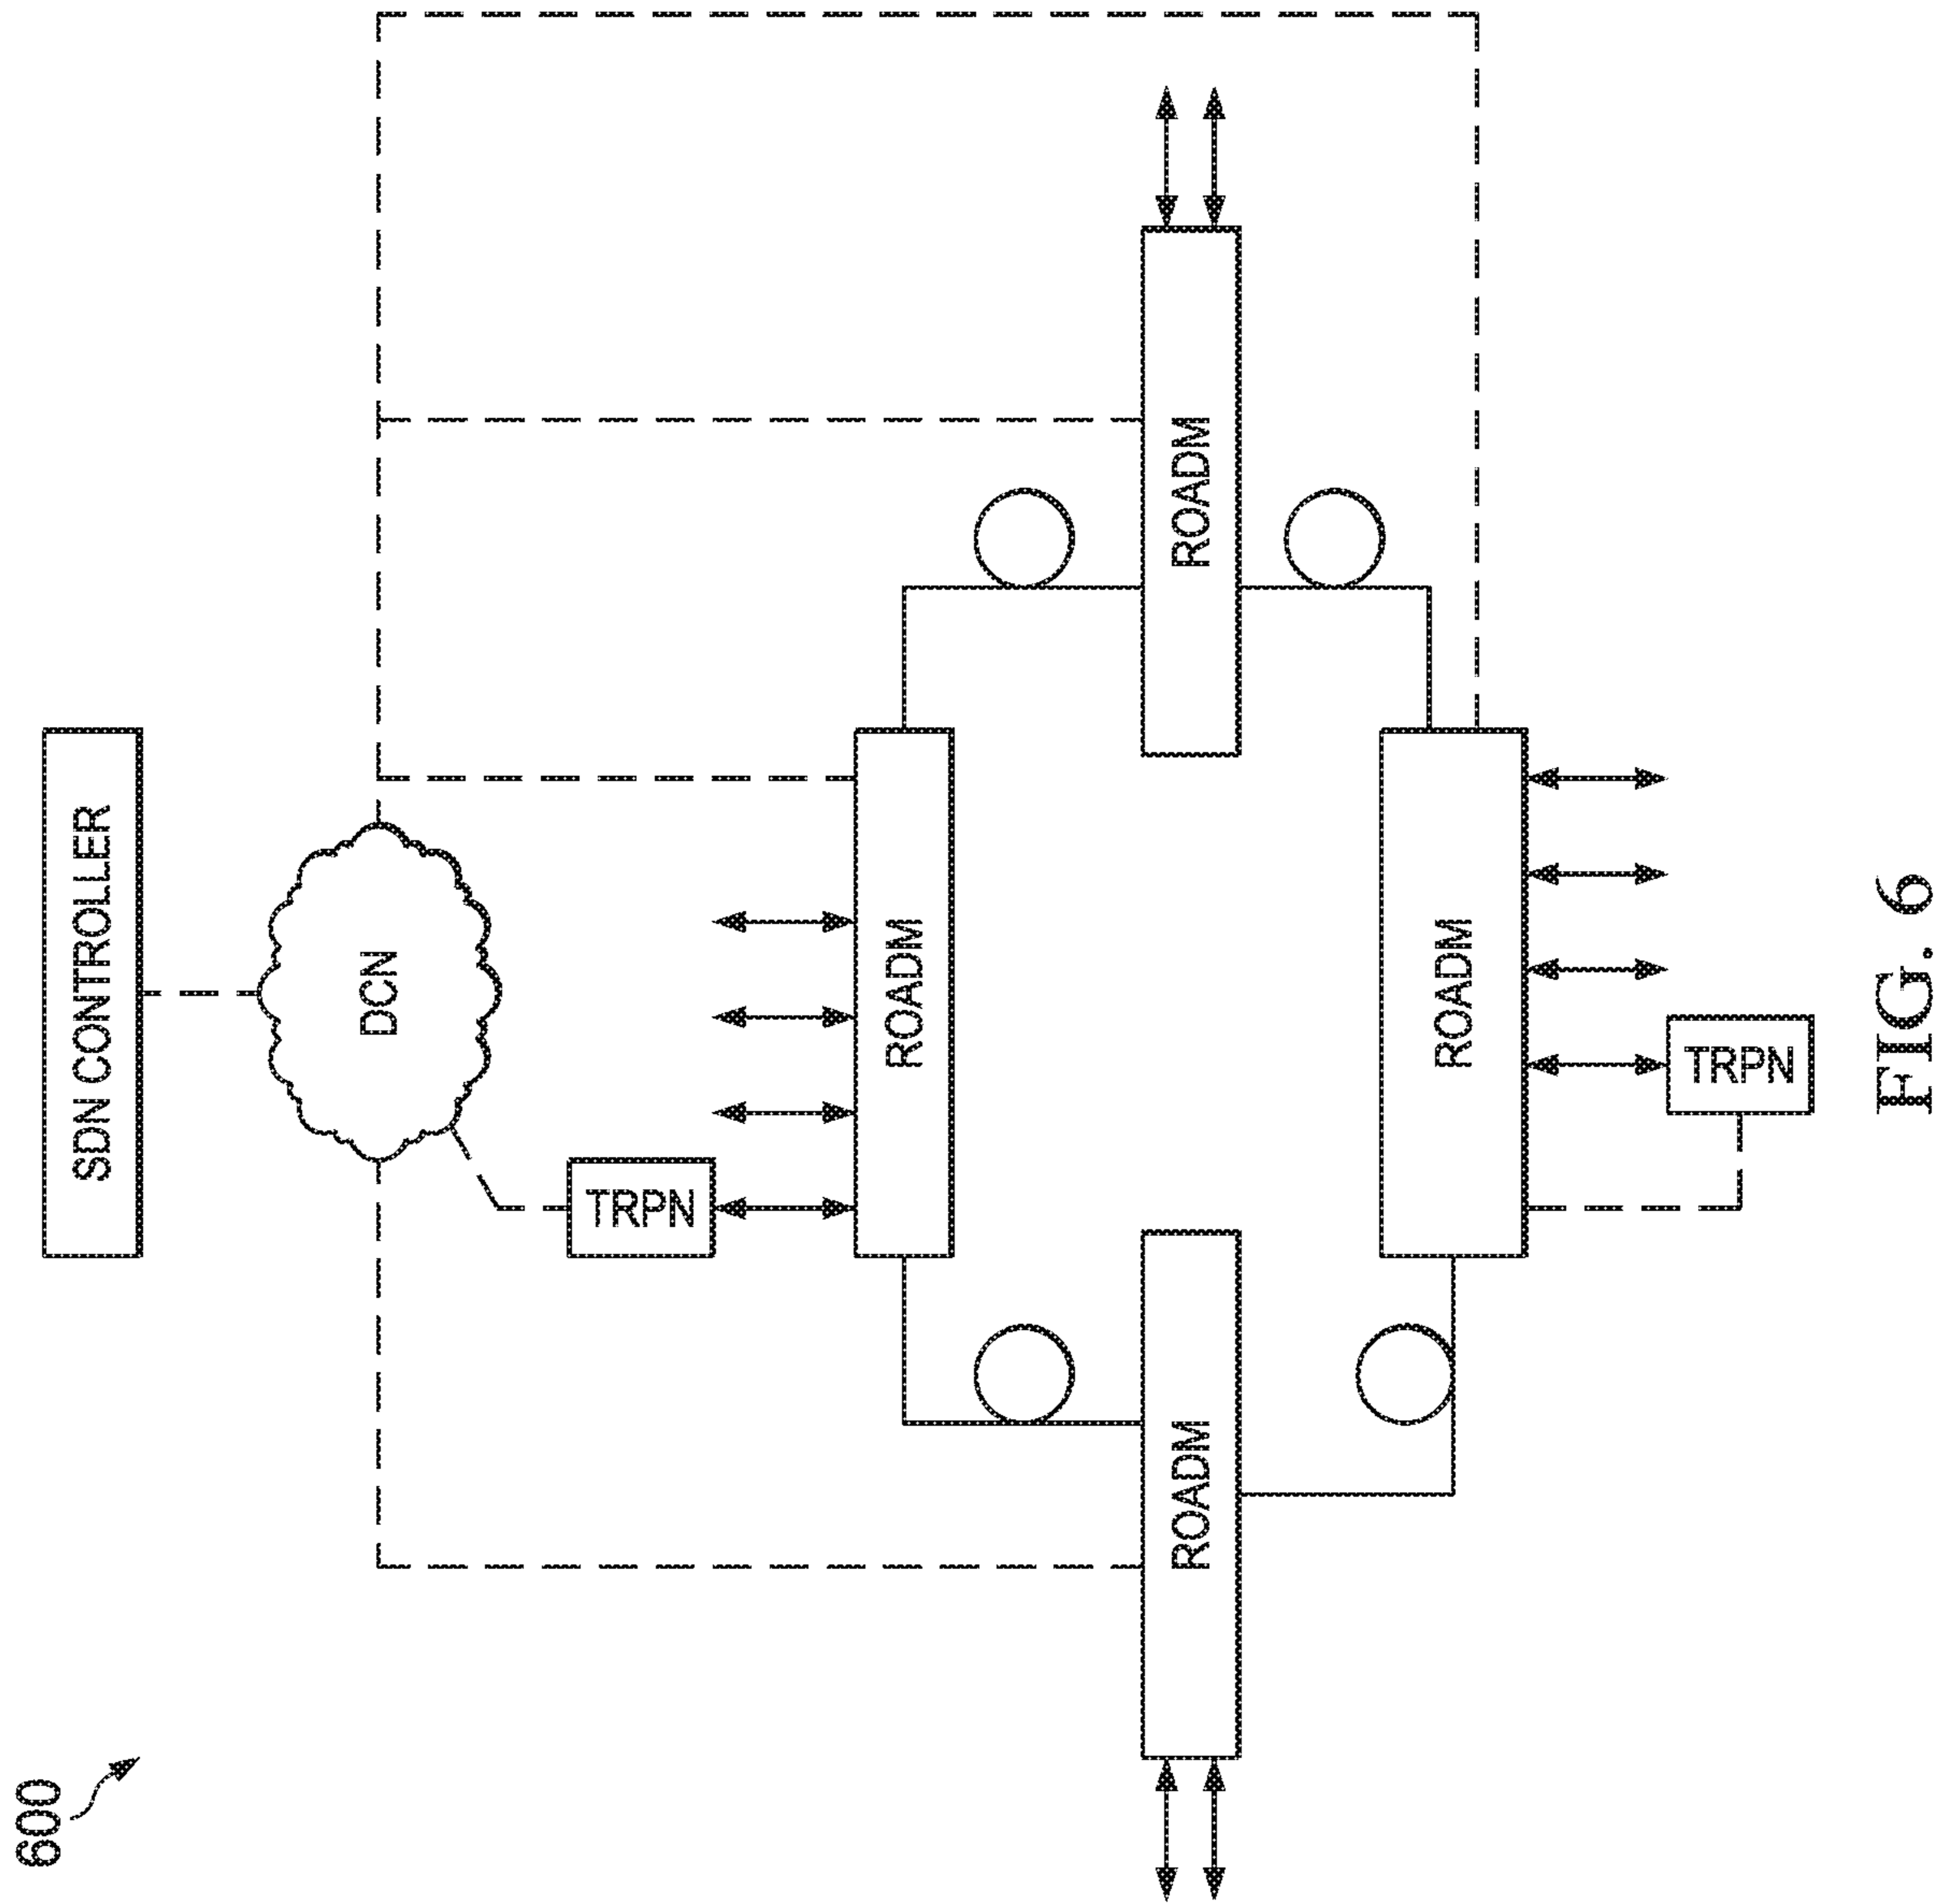 600
SDN CONTROLLER
DCN
TRPN
ROADM
ROADM
ROADM
ROADM
TRPN
FIG. 6